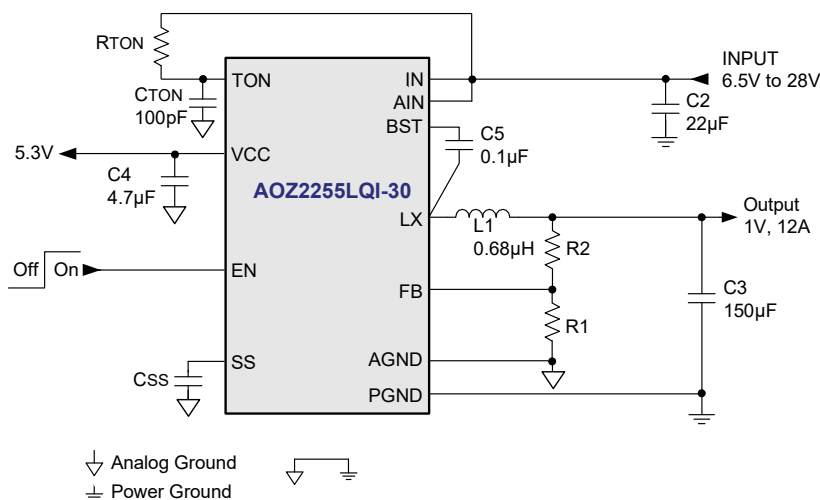 RTON
TON
CTON
100pF
5.3V
VCC
C4
4.7µF
AOZ2255LQI-30
Off
On
EN
SS
CSS
IN
AIN
BST
C5
0.1µF
LX
L1
0.68µH
FB
R2
R1
AGND
PGND
INPUT
6.5V to 28V
C2
22µF
Output
1V, 12A
C3
150µF
Analog Ground
Power Ground